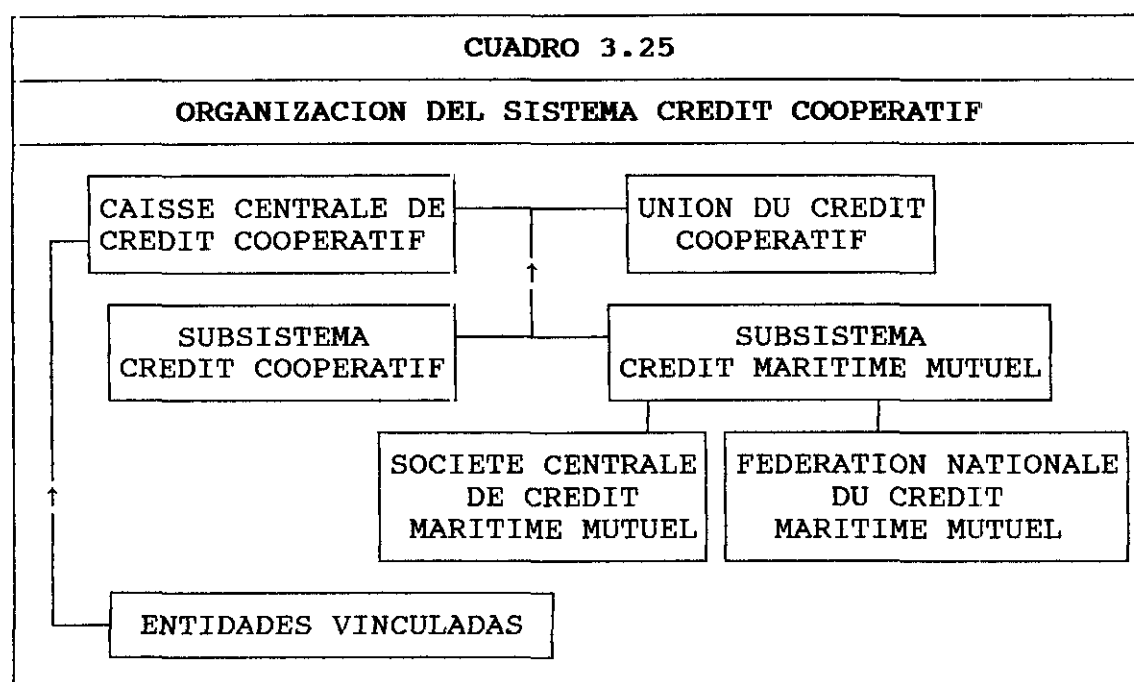 CUADRO 3.25
ORGANIZACION DEL SISTEMA CREDIT COOPERATIF
CAISSE CENTRALE DE
CREDIT COOPERATIF
UNION DU CREDIT
COOPERATIF
SUBSISTEMA
CREDIT COOPERATIF
SUBSISTEMA
CREDIT MARITIME MUTUEL
SOCIETE CENTRALE
DE CREDIT
MARITIME MUTUEL
FEDERATION NATIONALE
DU CREDIT
MARITIME MUTUEL
ENTIDADES VINCULADAS